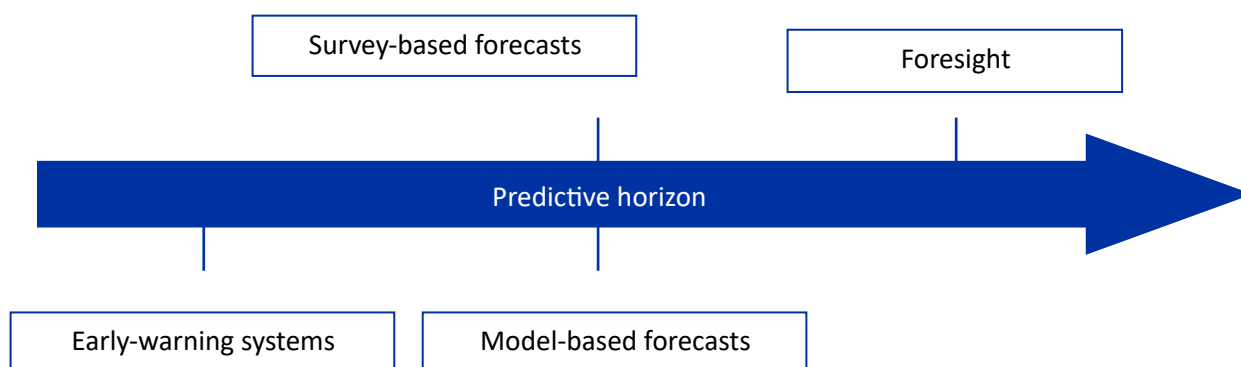 Survey-based forecasts
Foresight
Predictive horizon
Early-warning systems
Model-based forecasts